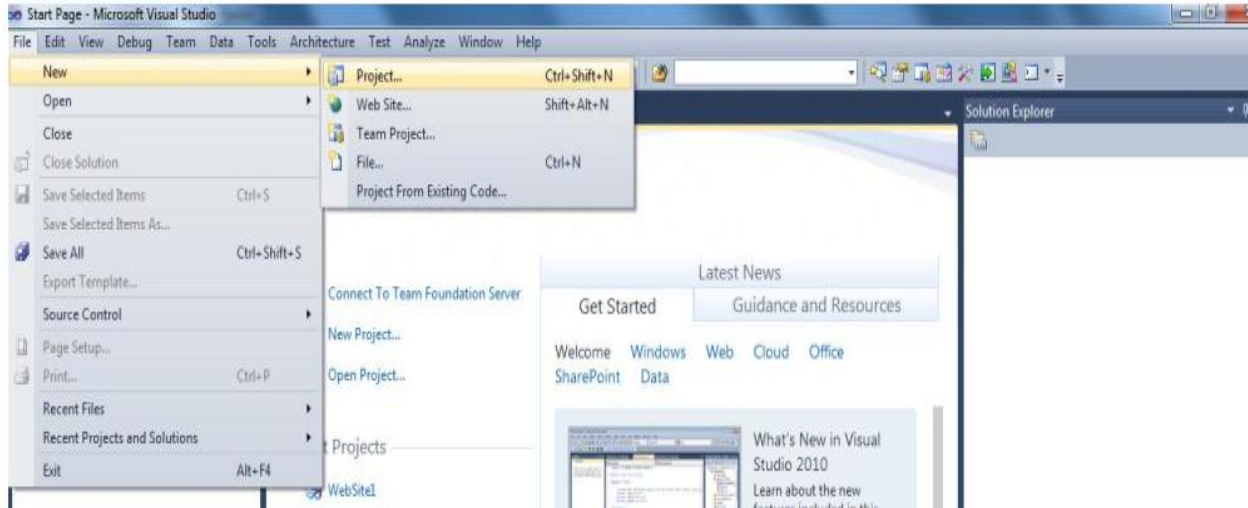 Start Page - Microsoft Visual Studio
File Edit View Debug Team Data Tools Architecture Test Analyze Window Help
New
Open
Close
Close Solution
Save Selected Items Ctrl+S
Save Selected Items As...
Save All Ctrl+Shift+S
Export Template...
Source Control
Page Setup...
Print... Ctrl+P
Recent Files
Recent Projects and Solutions
Exit Alt+F4
Project... Ctrl+Shift+N
Web Site... Shift+Alt+N
Team Project...
File... Ctrl+N
Project From Existing Code...
Connect To Team Foundation Server
New Project...
Open Project...
t Projects
WebSite1
Latest News
Get Started Guidance and Resources
Welcome Windows Web Cloud Office
SharePoint Data
What's New in Visual
Studio 2010
Learn about the new
features included in this
Solution Explorer